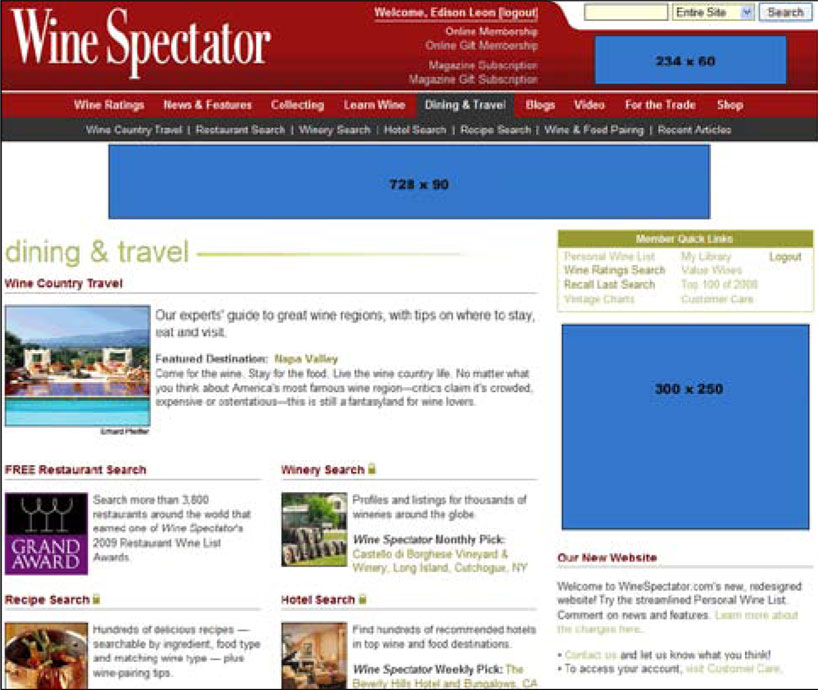 Wine Spectator
Welcome, Edison Leon [logout]
Online Membership
Online Gift Membership
Magazine Subscription
Magazine Gift Subscription
Entire Site
Search
234 x 60
Wine Ratings News & Features Collecting Learn Wine Dining & Travel Blogs Video For the Trade Shop
Wine Country Travel | Restaurant Search | Winery Search | Hotel Search | Recipe Search | Wine & Food Pairing | Recent Articles
728 x 90
dining & travel
Wine Country Travel
Our experts' guide to great wine regions, with tips on where to stay,
eat and visit.
Featured Destination: Napa Valley
Come for the wine. Stay for the food. Live the wine country life. No matter what
you think about America's most famous wine region—critics claim it's crowded,
expensive or ostentatious—this is still a fantasyland for wine lovers.
FREE Restaurant Search
GRAND
AWARD
Search more than 3,800
restaurants around the world that
earned one of Wine Spectator's
2009 Restaurant Wine List
Awards.
Winery Search
Profiles and listings for thousands of
wineries around the globe.
Wine Spectator Monthly Pick:
Castello di Borghese Vineyard &
Winery, Long Island, Cutchogue, NY
Recipe Search
Hundreds of delicious recipes —
searchable by ingredient, food type
and matching wine type — plus
wine-pairing tips.
Hotel Search
Find hundreds of recommended hotels
in top wine and food destinations.
Wine Spectator Weekly Pick: The
Beverly Hills Hotel and Bungalows, CA
Member Quick Links
Personal Wine List My Library Logout
Wine Ratings Search Value Wines
Recall Last Search Top 100 of 2008
Vintage Charts Customer Care
300 x 250
Our New Website
Welcome to WineSpectator.com's new, redesigned
website! Try the streamlined Personal Wine List.
Comment on news and features. Learn more about
the changes here..
• Contact us and let us know what you think!
• To access your account, visit Customer Care.